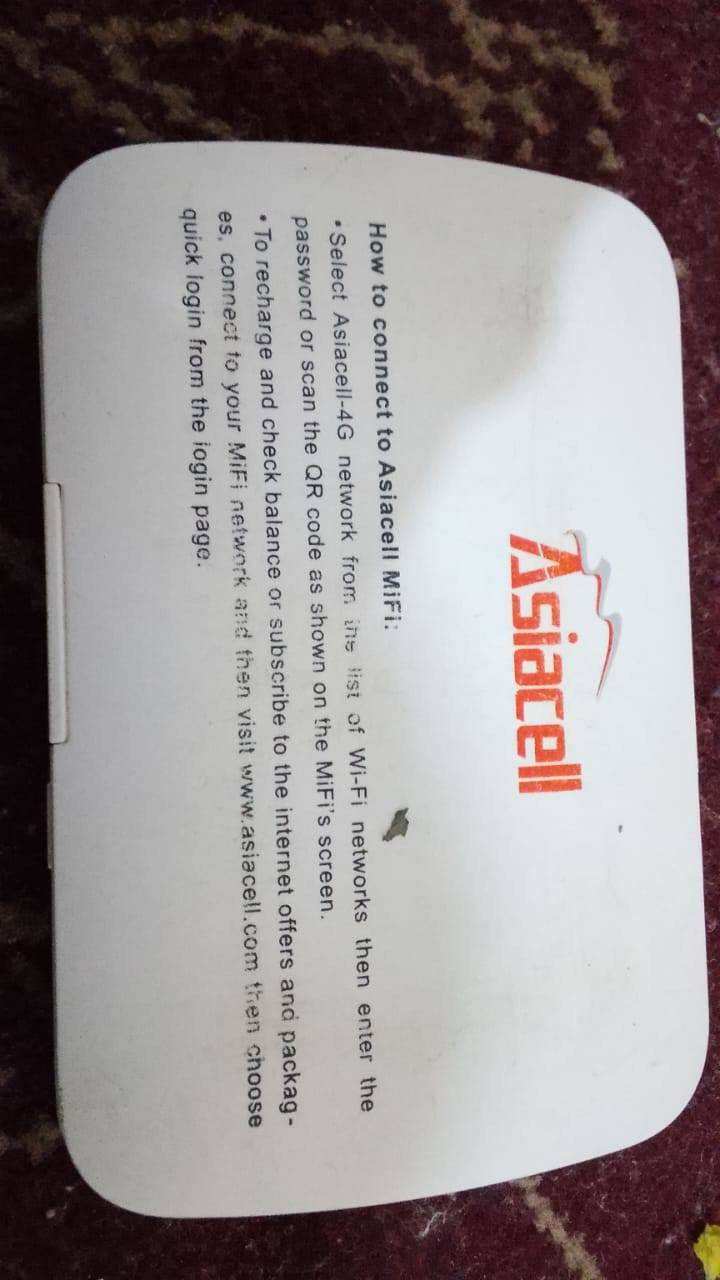 Asiacell
How to connect to Asiacell MiFi:
• Select Asiacell-4G network from the list of Wi-Fi networks then enter the
password or scan the QR code as shown on the MiFi's screen.
• To recharge and check balance or subscribe to the internet offers and packag-
es, connect to your MiFi network and then visit www.asiacell.com then choose
quick login from the login page.